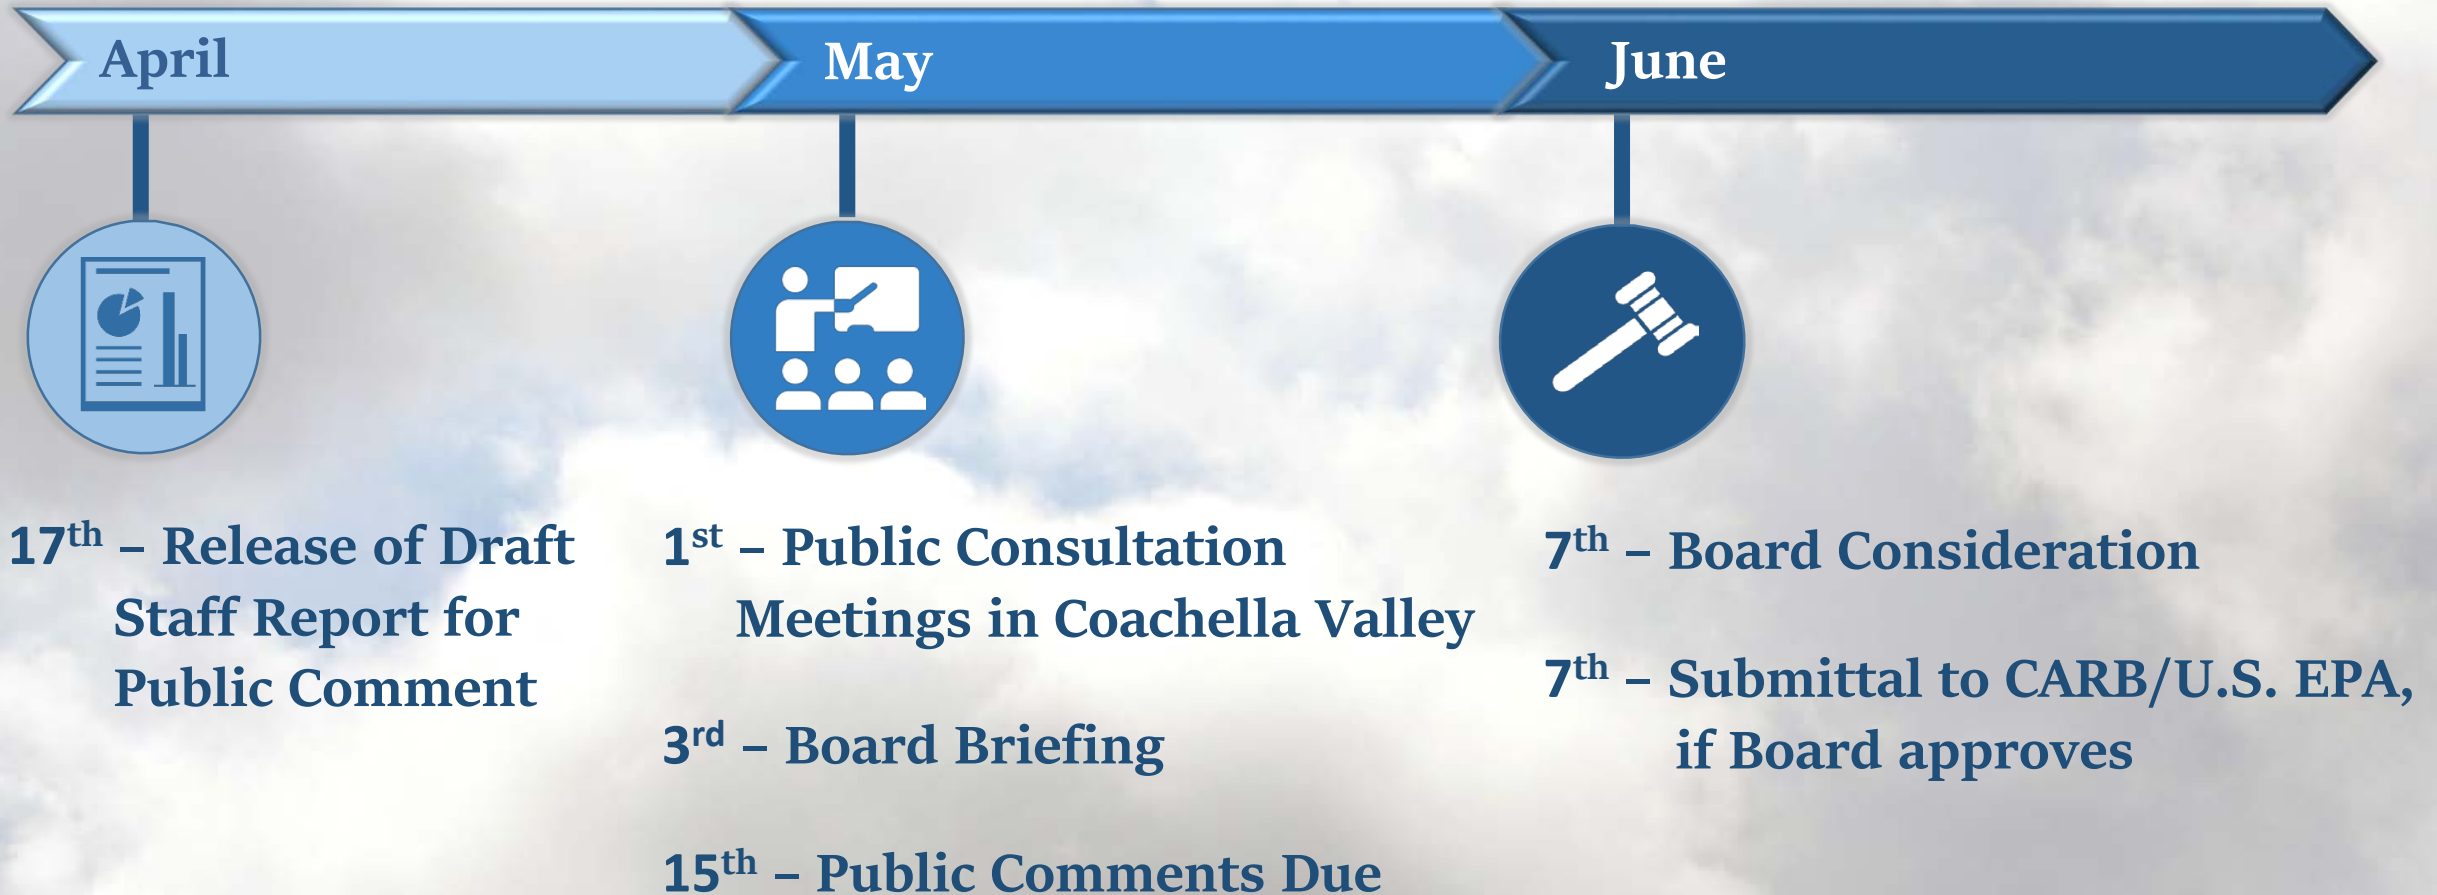 April
May
June
17th – Release of Draft
Staff Report for
Public Comment
1st – Public Consultation
Meetings in Coachella Valley
3rd – Board Briefing
15th – Public Comments Due
7th – Board Consideration
7th – Submittal to CARB/U.S. EPA,
if Board approves